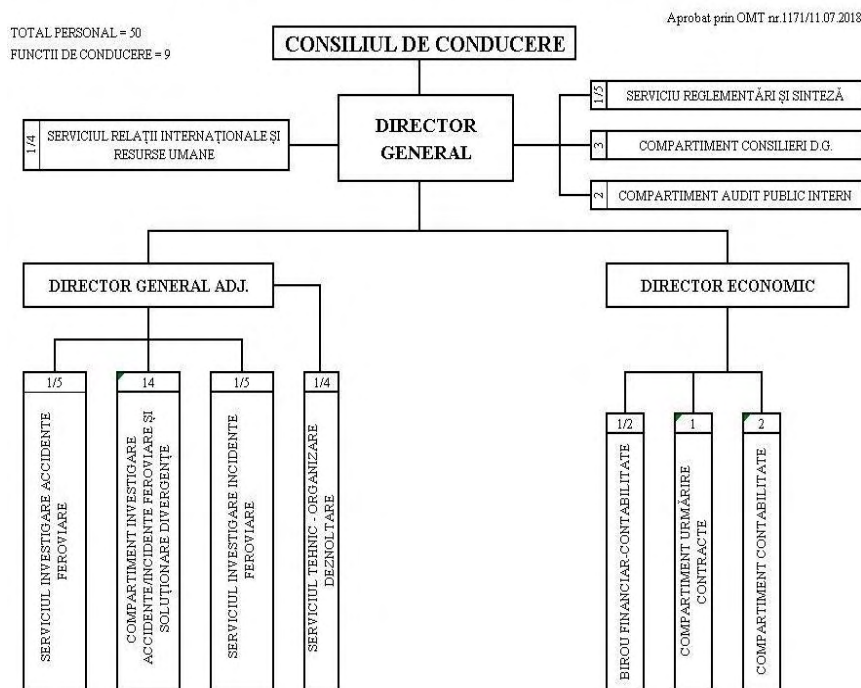 Aprobat prin OMT nr.1171/11.07.2018
TOTAL PERSONAL = 50
FUNCTII DE CONDUCERE = 9
CONSILIUL DE CONDUCERE
DIRECTOR
GENERAL
1/4
SERVICIUL RELAȚII INTERNAȚIONALE ȘI
RESURSE UMANE
1/5
SERVICIU REGLEMENTĂRI ȘI SINTEZĂ
3
COMPARTIMENT CONSILIERI D.G.
2
COMPARTIMENT AUDIT PUBLIC INTERN
DIRECTOR GENERAL ADJ.
DIRECTOR ECONOMIC
1/5
SERVICIUL INVESTIGARE ACCIDENTE
FEROVIARE
14
COMPARTIMENT INVESTIGARE
ACCIDENTE/INCIDENTE FEROVIARE ȘI
SOLUȚIONARE DIVERGENȚE
1/5
SERVICIUL INVESTIGARE INCIDENTE
FEROVIARE
1/4
SERVICIUL TEHNIC - ORGANIZARE
DEZNOLTARE
1/2
BIROU FINANCIAR-CONTABILITATE
1
COMPARTIMENT URMĂRIRE
CONTRACTE
2
COMPARTIMENT CONTABILITATE